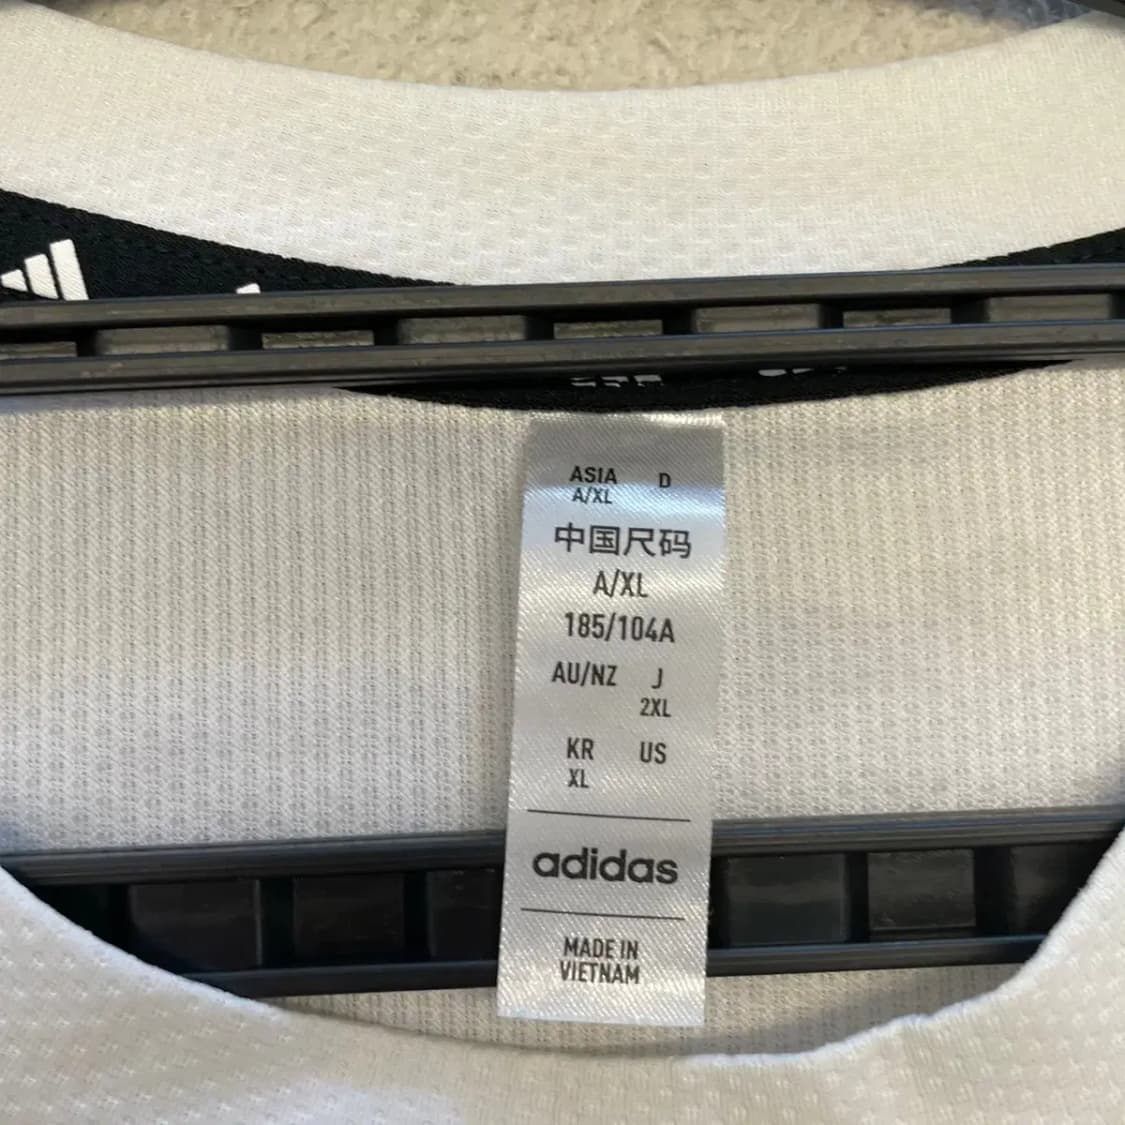 ASIA D
A/XL
中国尺码
A/XL
185/104A
AU/NZ J
2XL
KR US
XL
adidas
MADE IN
VIETNAM